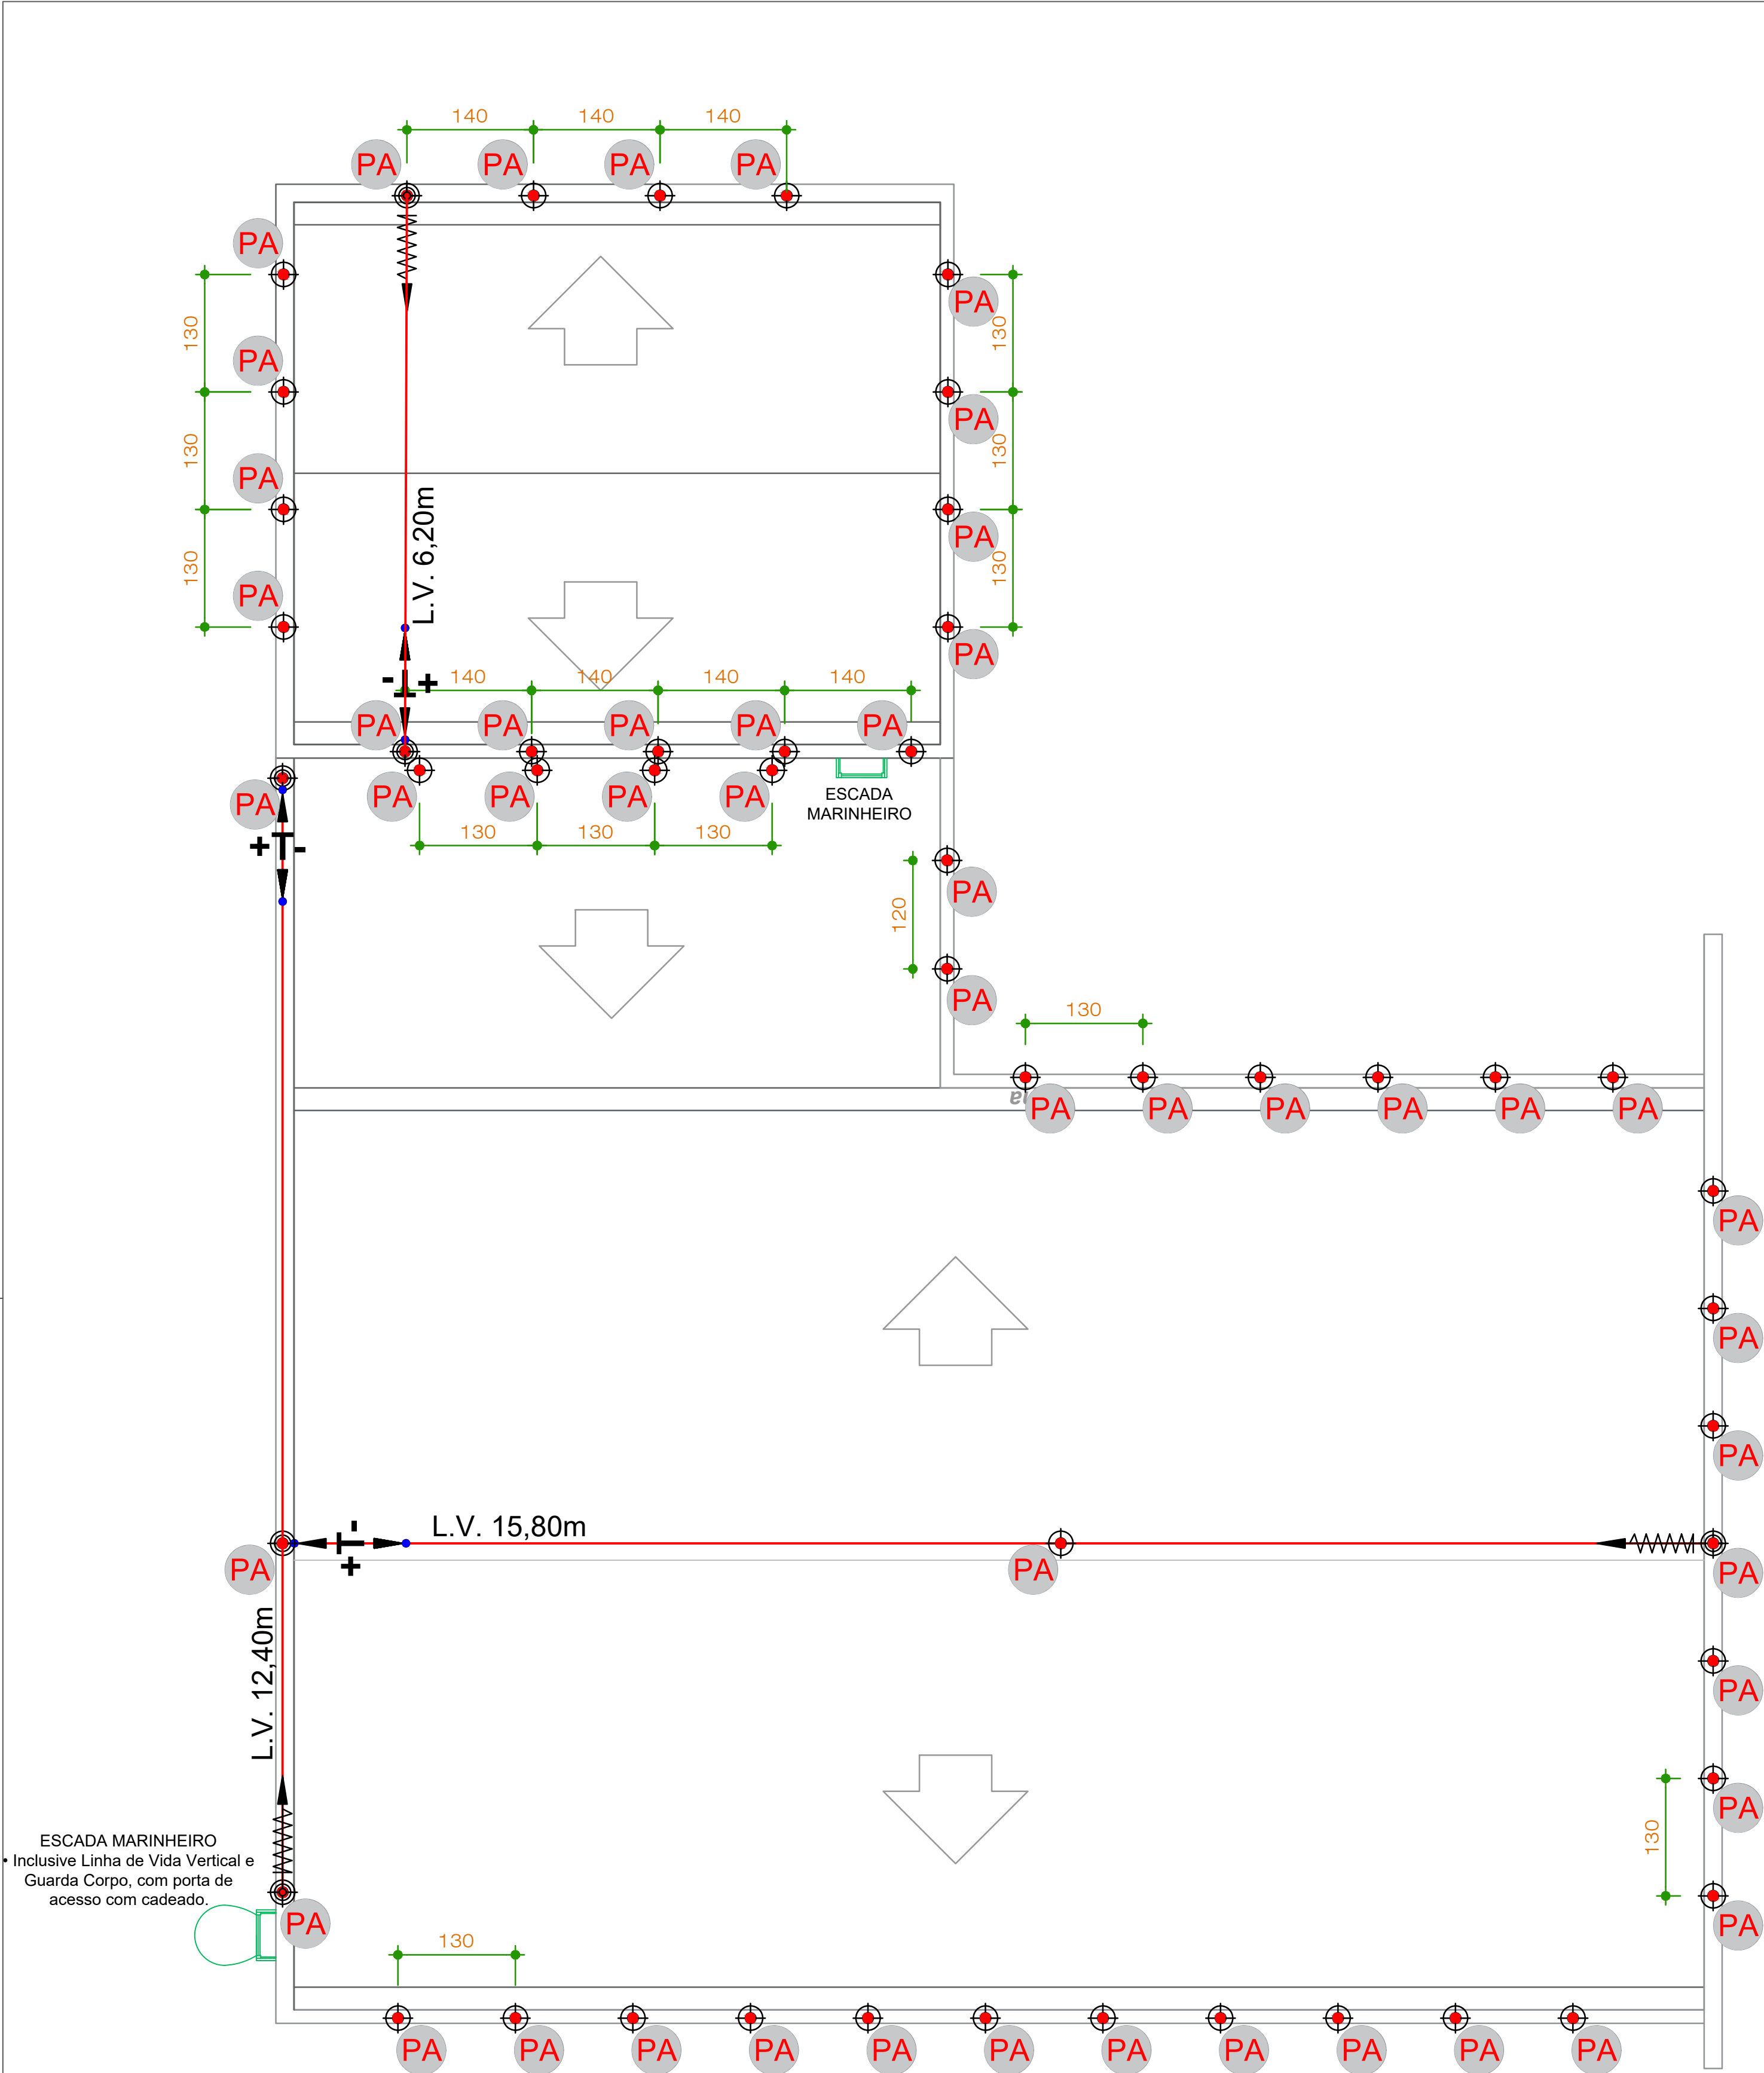 140 140 140
PA PA PA PA
PA
PA
130 130
PA
PA
130 130
PA
PA
L.V. 6,20m
130 130
PA
PA
- + 140 140 140 140
PA PA PA PA PA
PA PA PA PA
PA
ESCADA
MARINHEIRO
130 130 130
+ -
PA
120
PA
130
PA PA PA PA PA PA
PA
PA
PA
L.V. 15,80m
-
+
PA PA PA
L.V. 12,40m
PA
PA
130
ESCADA MARINHEIRO
• Inclusive Linha de Vida Vertical e
Guarda Corpo, com porta de
acesso com cadeado.
PA PA
130
PA PA PA PA PA PA PA PA PA PA PA